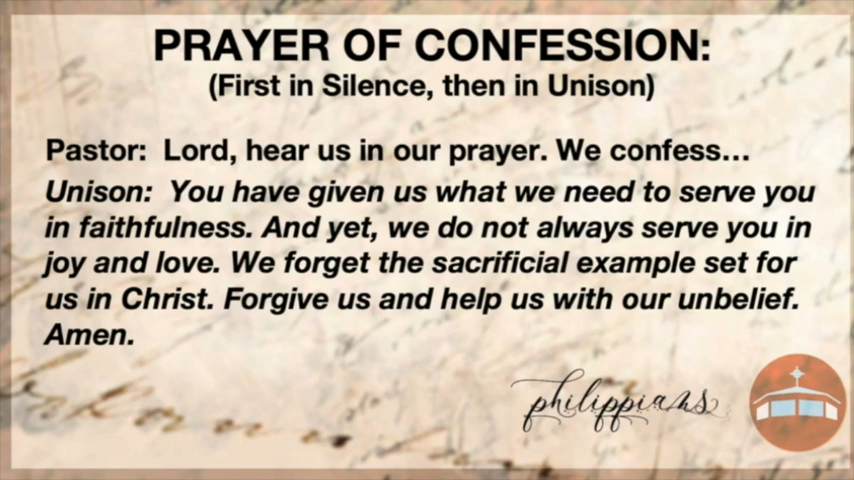 PRAYER OF CONFESSION:
(First in Silence, then in Unison)
Pastor:  Lord, hear us in our prayer. We confess...
Unison:  You have given us what we need to serve you
in faithfulness. And yet, we do not always serve you in
joy and love. We forget the sacrificial example set for
us in Christ. Forgive us and help us with our unbelief.
Amen.
philippians